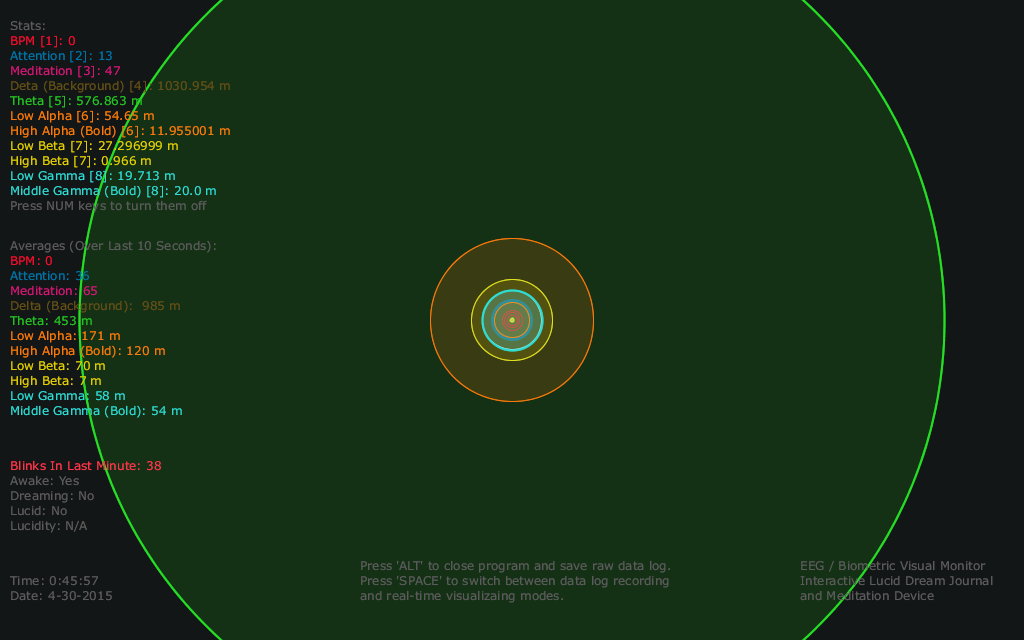 Stats:
BPM [1]: 0
Attention [2]: 13
Meditation [3]: 47
Deta (Background) [4]: 1030.954 m
Theta [5]: 576.863 m
Low Alpha [6]: 54.65 m
High Alpha (Bold) [6]: 11.955001 m
Low Beta [7]: 27.296999 m
High Beta [7]: 0.966 m
Low Gamma [8]: 19.713 m
Middle Gamma (Bold) [8]: 20.0 m
Press NUM keys to turn them off
Averages (Over Last 10 Seconds):
BPM: 0
Attention: 36
Meditation: 65
Delta (Background): 985 m
Theta: 453 m
Low Alpha: 171 m
High Alpha (Bold): 120 m
Low Beta: 70 m
High Beta: 7 m
Low Gamma: 58 m
Middle Gamma (Bold): 54 m
Blinks In Last Minute: 38
Awake: Yes
Dreaming: No
Lucid: No
Lucidity: N/A
Time: 0:45:57
Date: 4-30-2015
Press 'ALT' to close program and save raw data log.
Press 'SPACE' to switch between data log recording
and real-time visualizaing modes.
EEG / Biometric Visual Monitor
Interactive Lucid Dream Journal
and Meditation Device